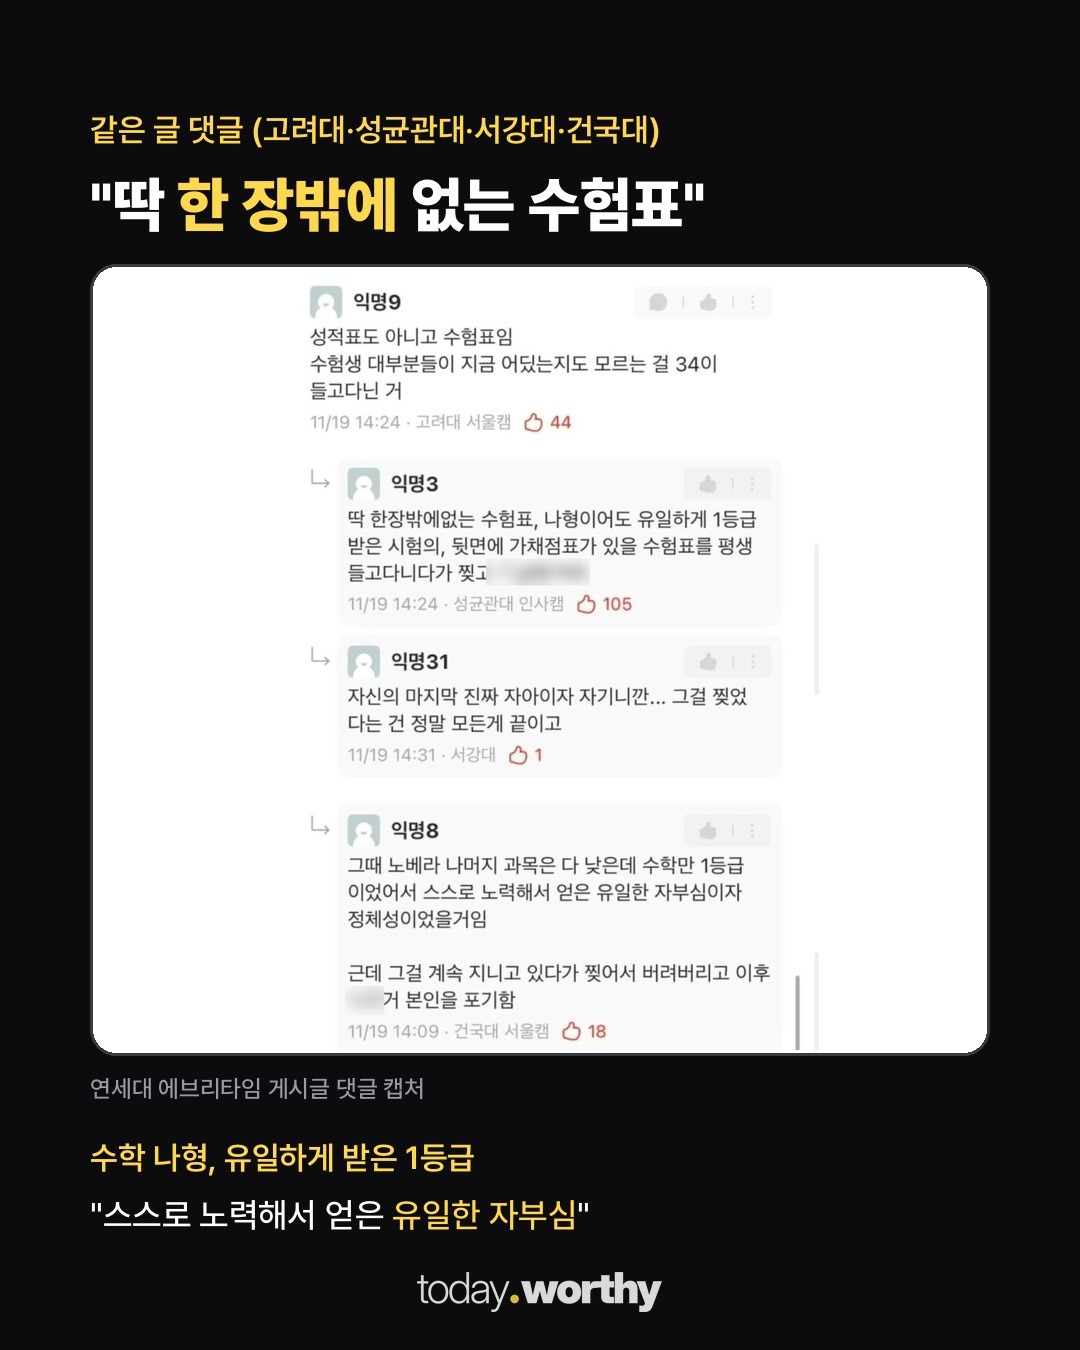 같은 글 댓글 (고려대·성균관대·서강대·건국대)
"딱 한 장밖에 없는 수험표"
익명9
성적표도 아니고 수험표임
수험생 대부분들이 지금 어딨는지도 모르는 걸 34이
들고다닌 거
11/19 14:24 · 고려대 서울캠 44
익명3
딱 한장밖에없는 수험표, 나형이어도 유일하게 1등급
받은 시험의, 뒷면에 가채점표가 있을 수험표를 평생
들고다니다가 찢고
11/19 14:24 · 성균관대 인사캠 105
익명31
자신의 마지막 진짜 자아이자 자기니깐... 그걸 찢었
다는 건 정말 모든게 끝이고
11/19 14:31 · 서강대 1
익명8
그때 노베라 나머지 과목은 다 낮은데 수학만 1등급
이었어서 스스로 노력해서 얻은 유일한 자부심이자
정체성이었을거임
근데 그걸 계속 지니고 있다가 찢어서 버려버리고 이후
거 본인을 포기함
11/19 14:09 · 건국대 서울캠 18
연세대 에브리타임 게시글 댓글 캡처
수학 나형, 유일하게 받은 1등급
"스스로 노력해서 얻은 유일한 자부심"
today.worthy